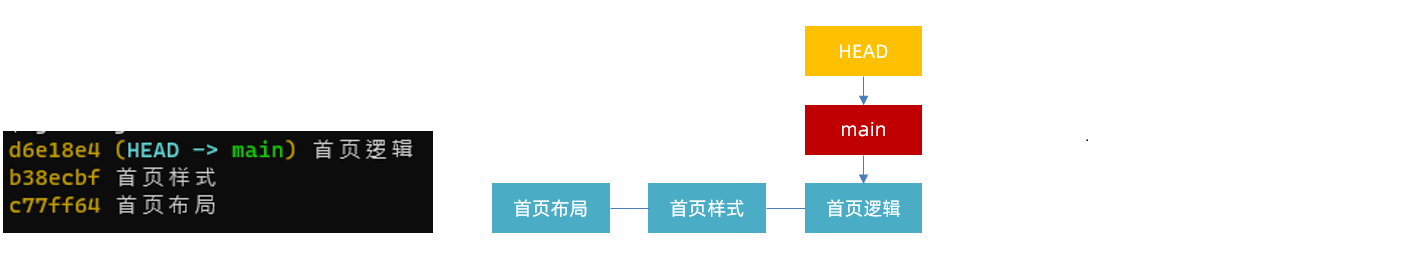 d6e18e4 (HEAD -> main) 首页逻辑
b38ecbf 首页样式
c77ff64 首页布局
HEAD
main
首页布局 首页样式 首页逻辑